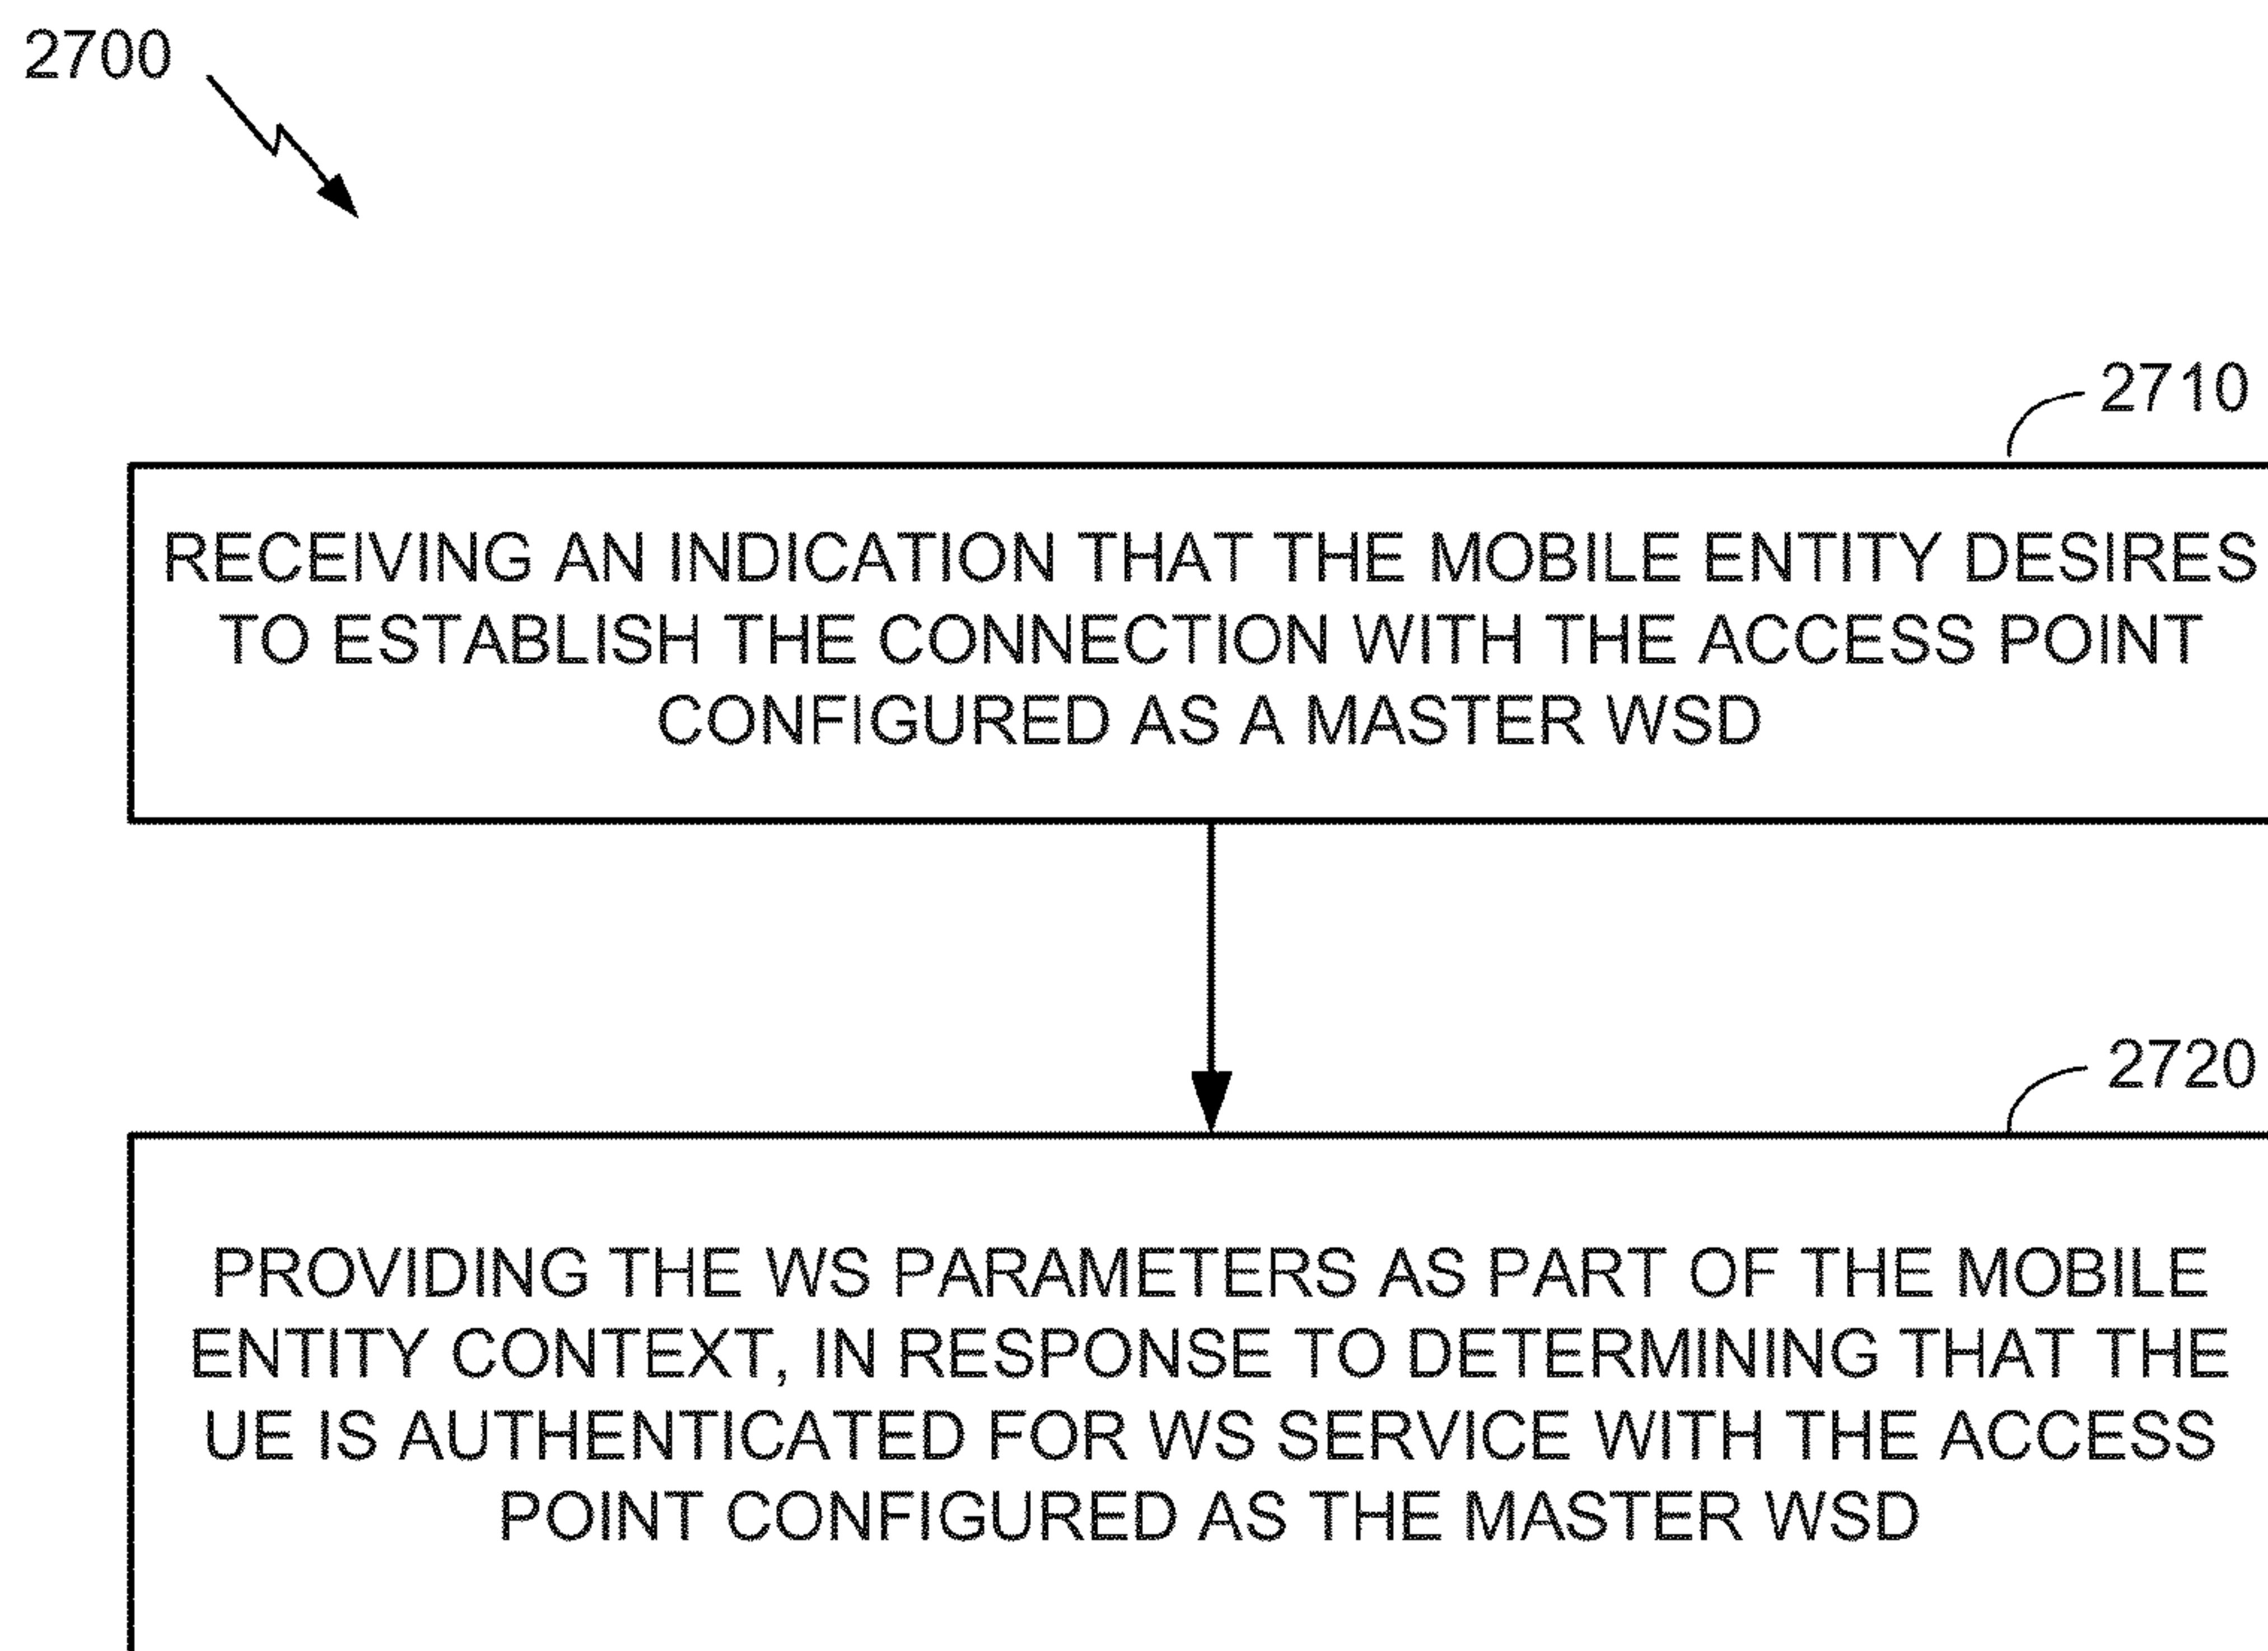 2700
2710
RECEIVING AN INDICATION THAT THE MOBILE ENTITY DESIRES
TO ESTABLISH THE CONNECTION WITH THE ACCESS POINT
CONFIGURED AS A MASTER WSD
2720
PROVIDING THE WS PARAMETERS AS PART OF THE MOBILE
ENTITY CONTEXT, IN RESPONSE TO DETERMINING THAT THE
UE IS AUTHENTICATED FOR WS SERVICE WITH THE ACCESS
POINT CONFIGURED AS THE MASTER WSD